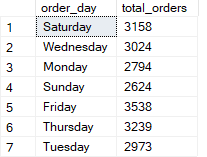 order_day total_orders
1 Saturday 3158
2 Wednesday 3024
3 Monday 2794
4 Sunday 2624
5 Friday 3538
6 Thursday 3239
7 Tuesday 2973